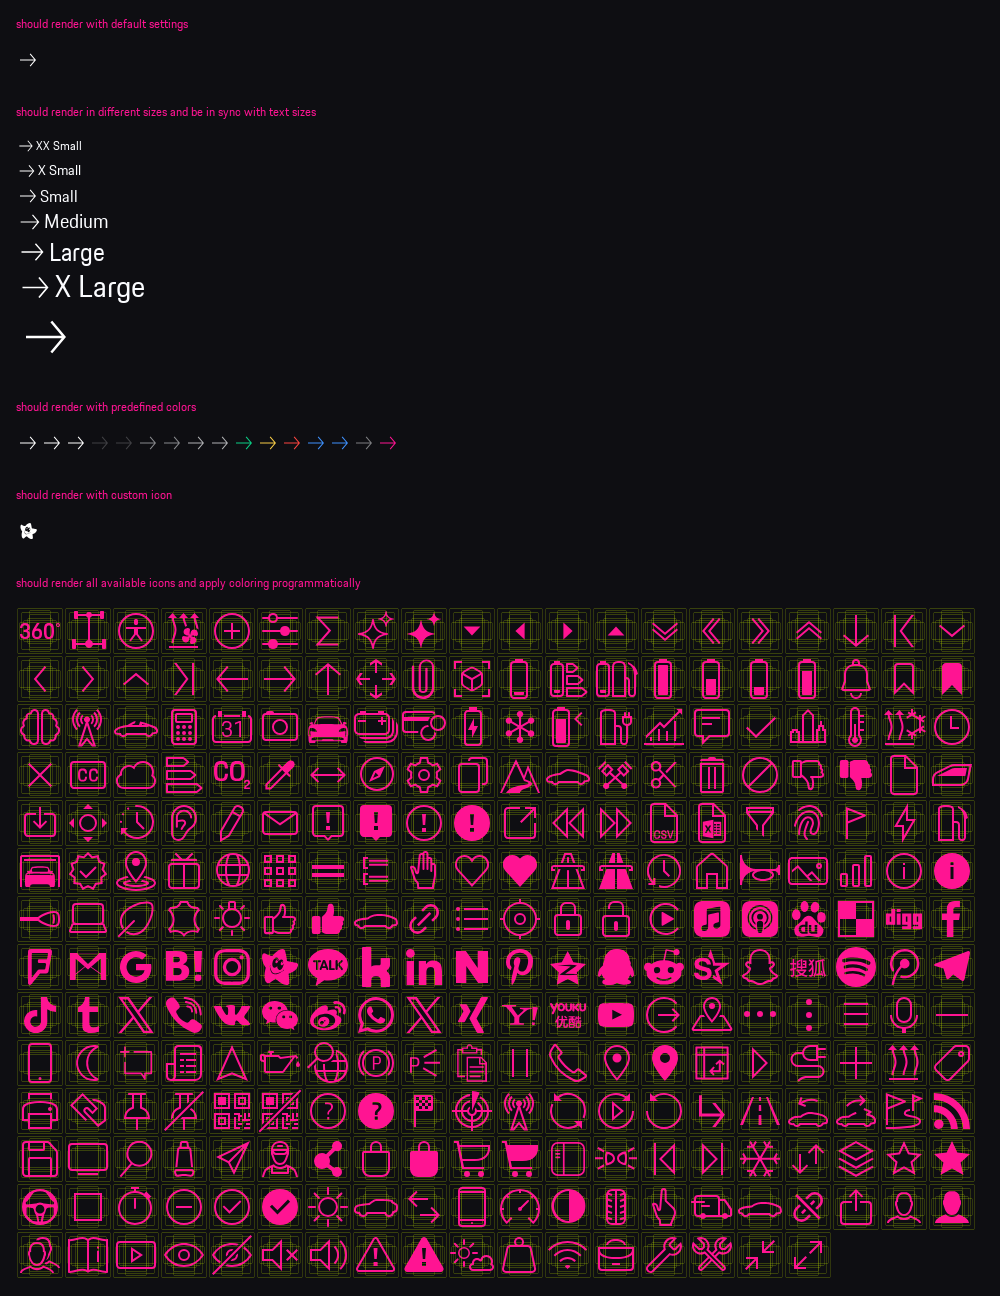 should render with default settings
should render in different sizes and be in sync with text sizes
XX Small
X Small
Small
Medium
Large
X Large
should render with predefined colors
should render with custom icon
should render all available icons and apply coloring programmatically
360°
31
CC
CO2
CSV
X
du
digg
B!
TALK
搜狐
Y!
YOUKU
优酷
P
P